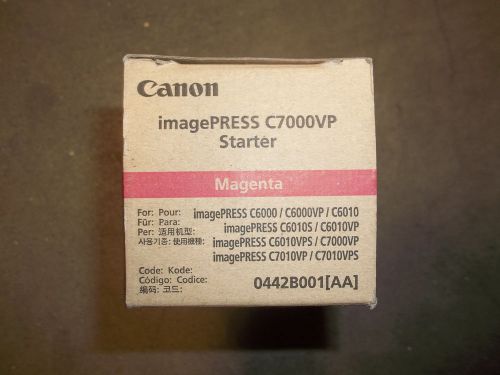 Canon
imagePRESS C7000VP
Starter
Magenta
For: Pour: imagePRESS C6000 / C6000VP / C6010
Für: Para: imagePRESS C6010S / C6010VP
Per: 适用机型: imagePRESS C6010VPS / C7000VP
사용기종: 使用機種: imagePRESS C7010VP / C7010VPS
Code: Kode:
Código: Codice: 0442B001[AA]
编码: 코드: